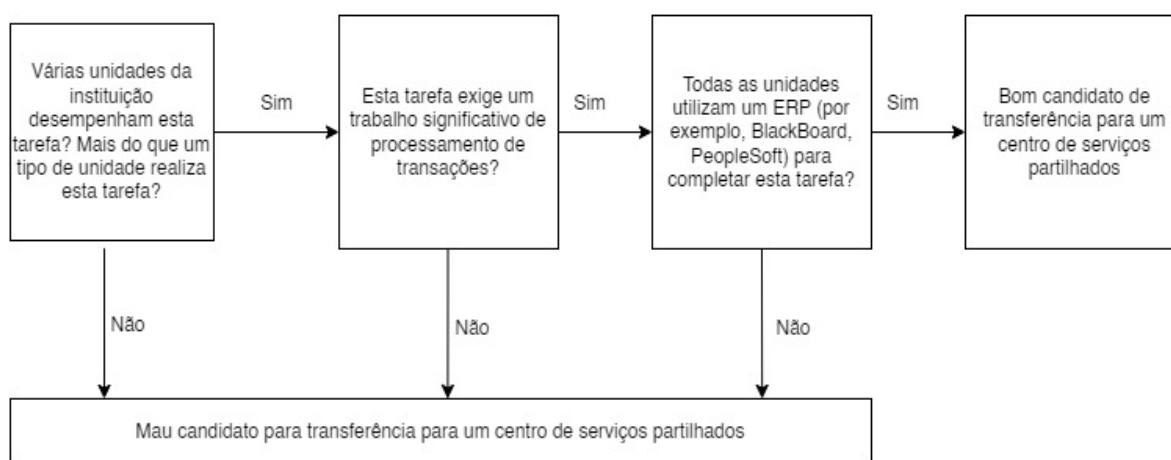 Várias unidades da
instituição
desempenham esta
tarefa? Mais do que um
tipo de unidade realiza
esta tarefa?
Sim
Esta tarefa exige um
trabalho significativo de
processamento de
transações?
Sim
Todas as unidades
utilizam um ERP (por
exemplo, BlackBoard,
PeopleSoft) para
completar esta tarefa?
Sim
Bom candidato de
transferência para um
centro de serviços
partilhados
Não
Não
Não
Mau candidato para transferência para um centro de serviços partilhados